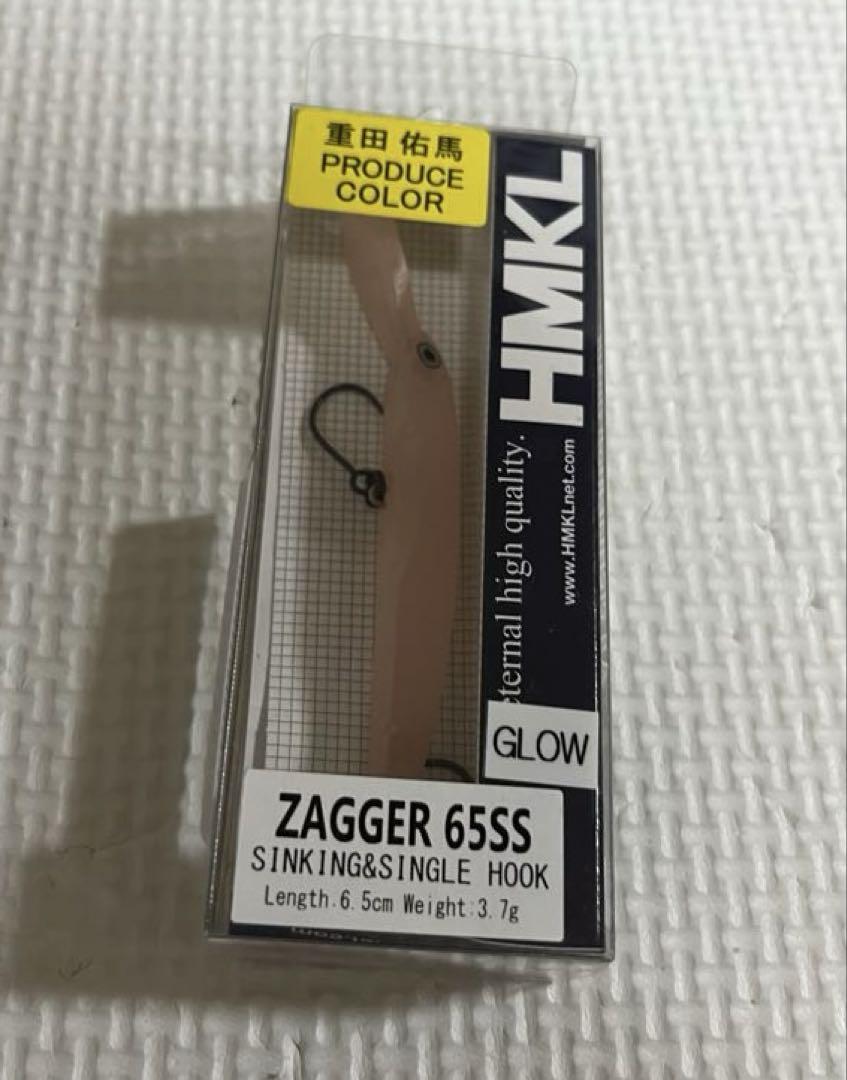 重田 佑馬
PRODUCE
COLOR
HMKL
eternal high quality.
www.HMKLnet.com
GLOW
ZAGGER 65SS
SINKING&SINGLE HOOK
Length:6.5cm Weight:3.7g